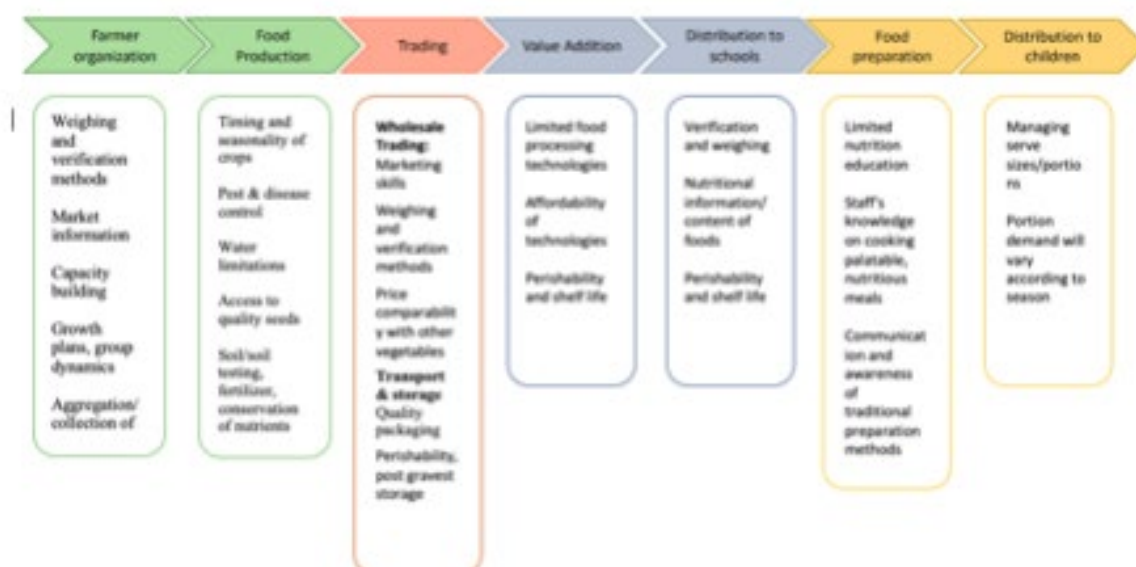 Farmer
organization
Food
Production
Trading
Value Addition
Distribution to
schools
Food
preparation
Distribution to
children
Weighing
and
verification
methods
Market
information
Capacity
building
Growth
plans, group
dynamics
Aggregation/
collection of
Timing and
seasonality of
crops
Pest & disease
control
Water
limitations
Access to
quality seeds
Soil/soil
testing,
fertilizer,
conservation
of nutrients
Wholesale
Trading:
Marketing
skills
Weighing
and
verification
methods
Price
comparabilit
y with other
vegetables
Transport
& storage
Quality
packaging
Perishability,
post gravest
storage
Limited food
processing
technologies
Affordability
of
technologies
Perishability
and shelf life
Verification
and weighing
Nutritional
information/
content of
foods
Perishability
and shelf life
Limited
nutrition
education
Staff's
knowledge
on cooking
palatable,
nutritious
meals
Communicat
ion and
awareness
of
traditional
preparation
methods
Managing
serve
sizes/portio
ns
Portion
demand will
vary
according to
season